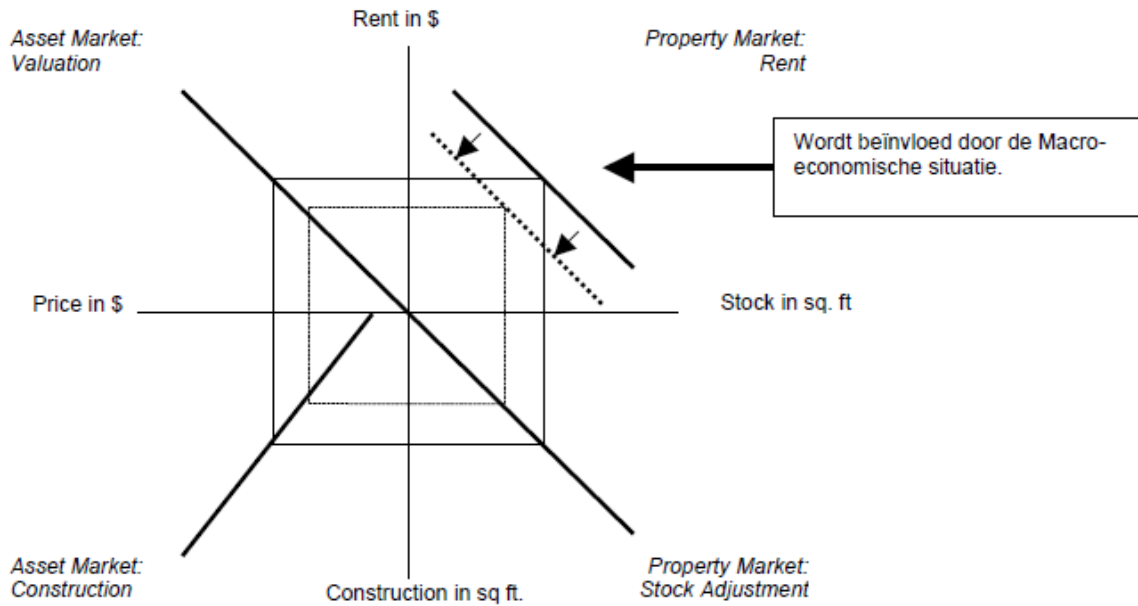 Rent in $
Asset Market:
Valuation
Property Market:
Rent
Wordt beïnvloed door de Macro-
economische situatie.
Price in $
Stock in sq. ft
Asset Market:
Construction
Construction in sq ft.
Property Market:
Stock Adjustment